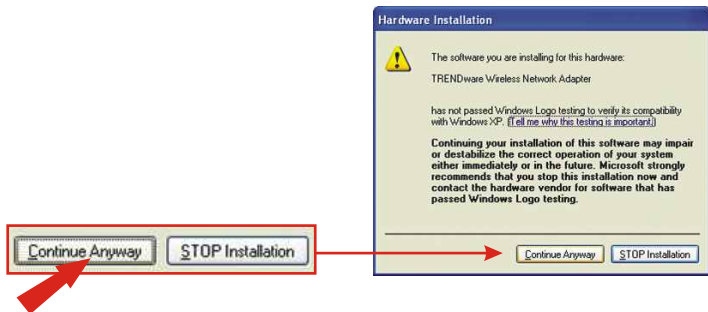 Hardware Installation
The software you are installing for this hardware:
TRENDware Wireless Network Adapter
has not passed Windows Logo testing to verify its compatibility
with Windows XP. (Tell me why this testing is important.)
Continuing your installation of this software may impair
or destabilize the correct operation of your system
either immediately or in the future. Microsoft strongly
recommends that you stop this installation now and
contact the hardware vendor for software that has
passed Windows Logo testing.
Continue Anyway STOP Installation
Continue Anyway STOP Installation